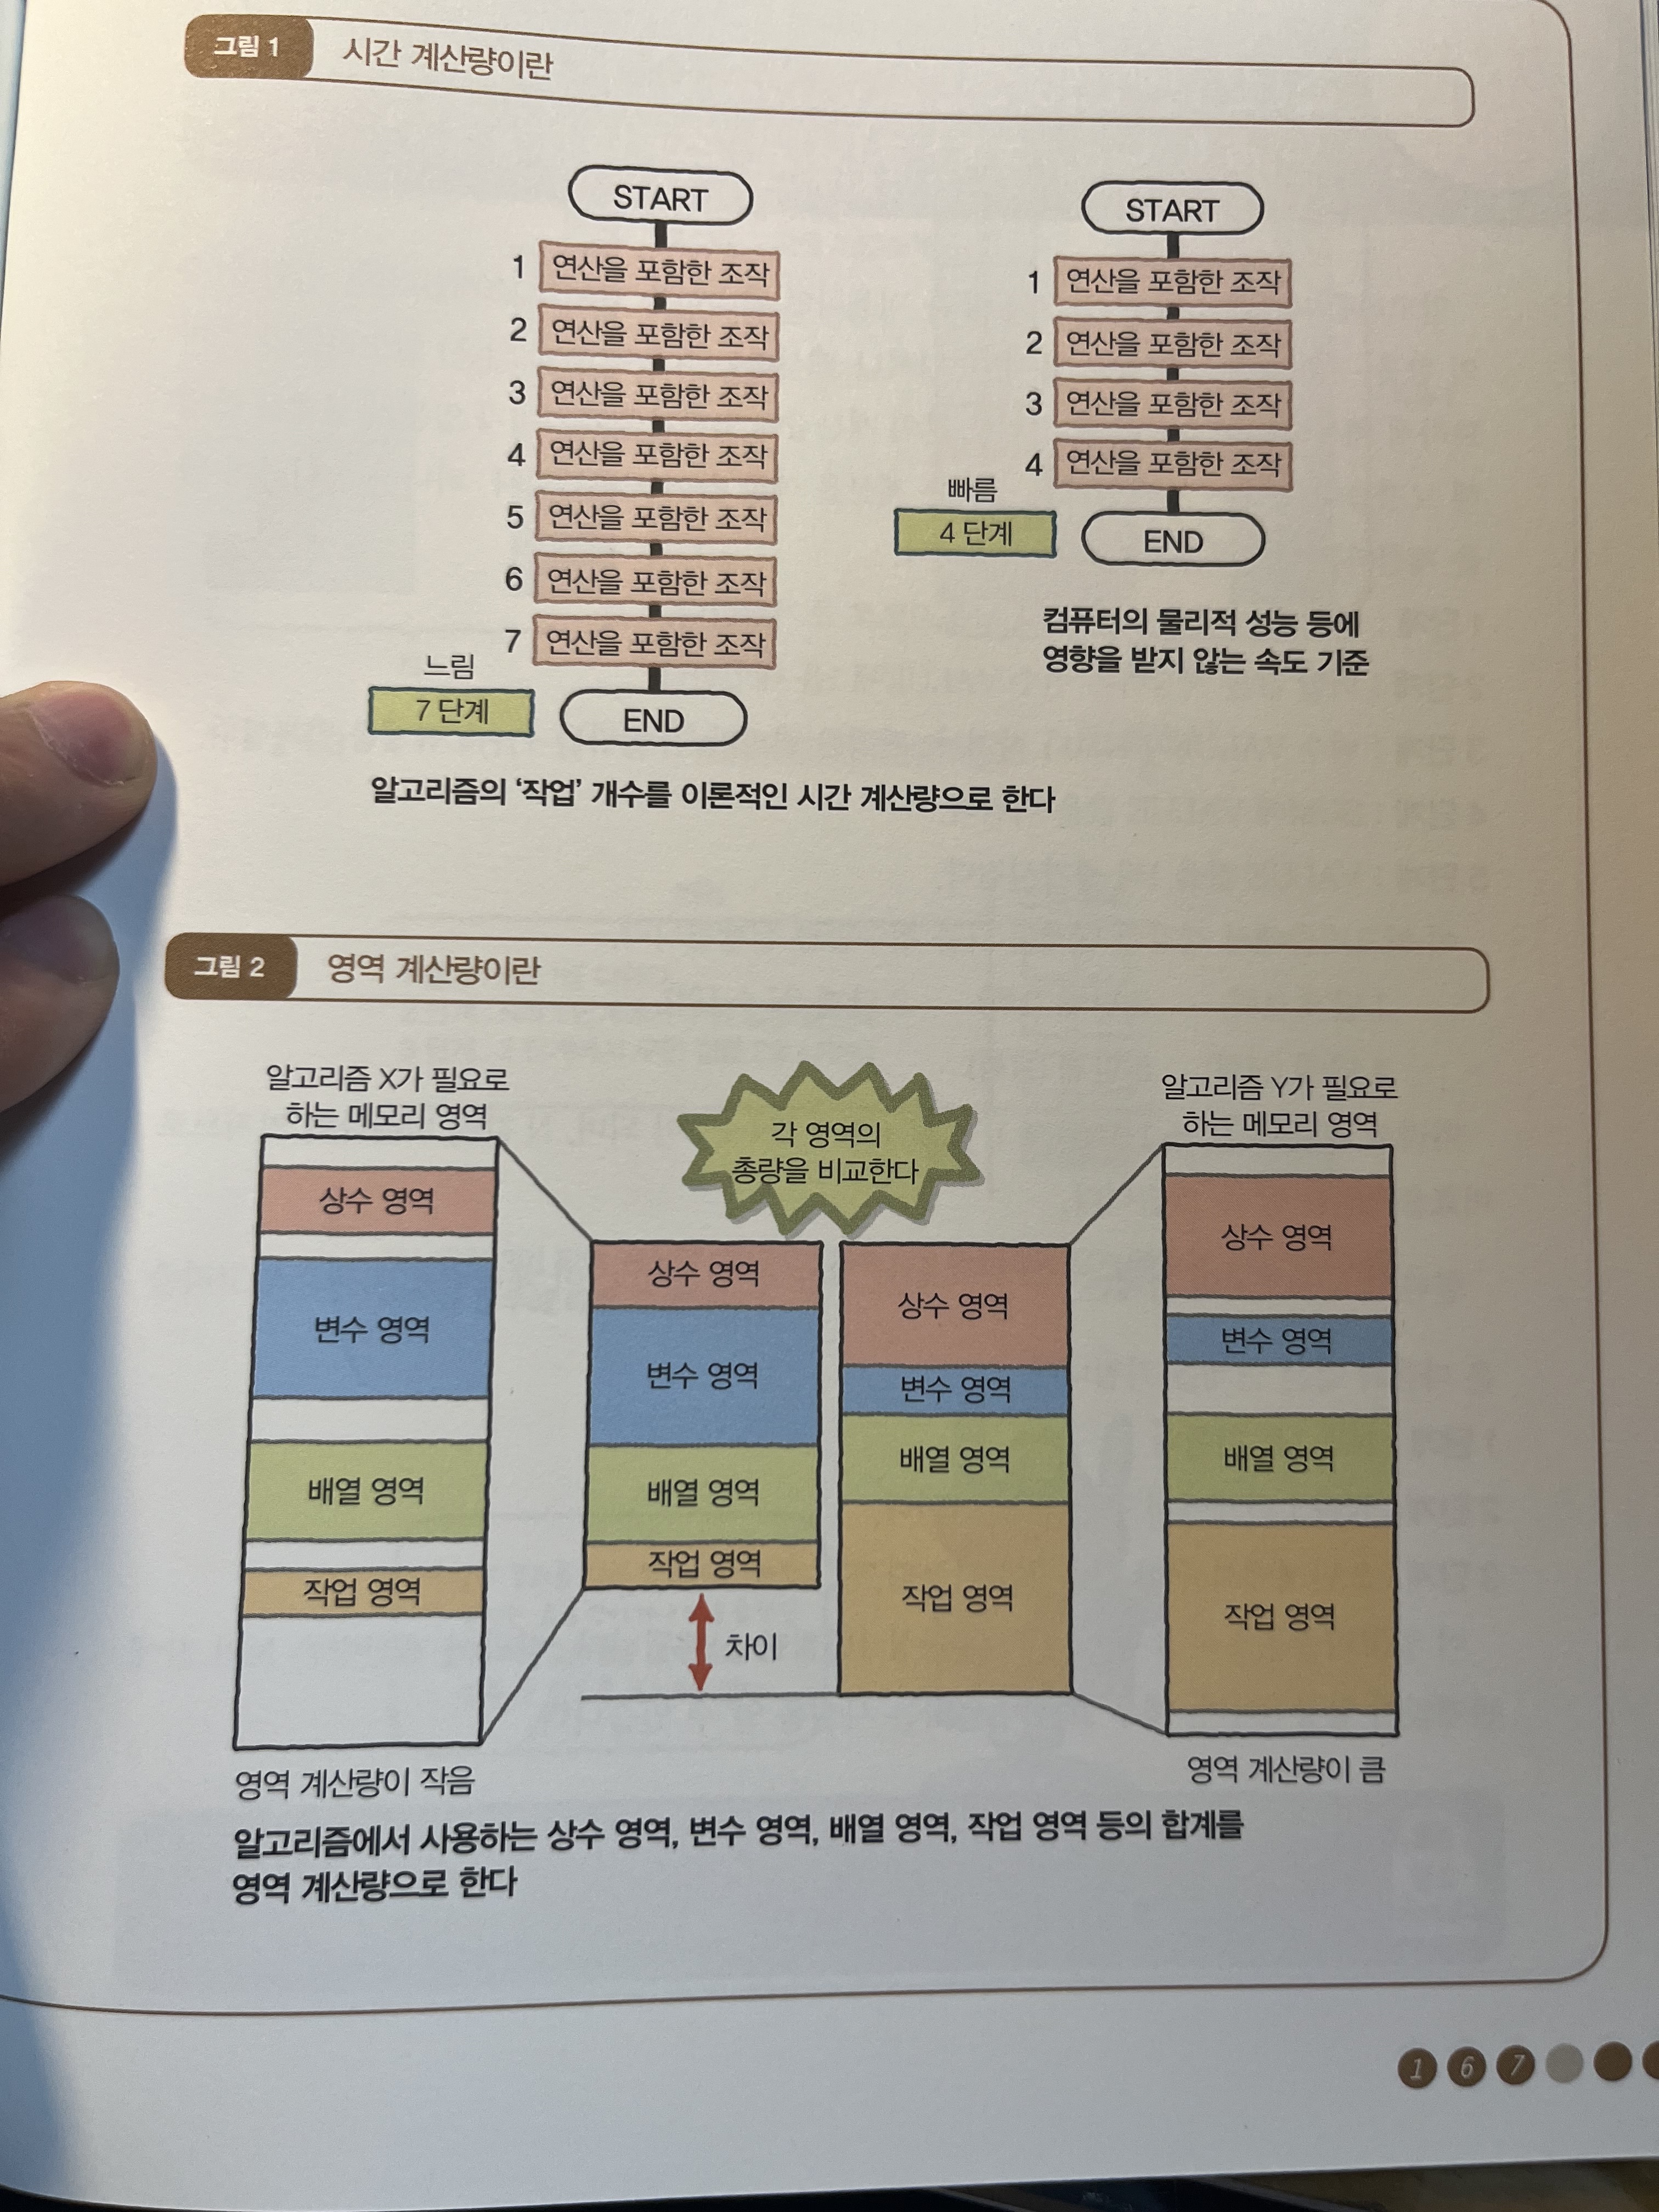 그림 1 시간 계산량이란
START
1 연산을 포함한 조작
2 연산을 포함한 조작
3 연산을 포함한 조작
4 연산을 포함한 조작
5 연산을 포함한 조작
6 연산을 포함한 조작
7 연산을 포함한 조작
느림
7 단계
END
START
1 연산을 포함한 조작
2 연산을 포함한 조작
3 연산을 포함한 조작
4 연산을 포함한 조작
빠름
4 단계
END
컴퓨터의 물리적 성능 등에
영향을 받지 않는 속도 기준
알고리즘의 ‘작업’ 개수를 이론적인 시간 계산량으로 한다
그림 2 영역 계산량이란
알고리즘 X가 필요로
하는 메모리 영역
상수 영역
변수 영역
배열 영역
작업 영역
영역 계산량이 작음
각 영역의
총량을 비교한다
상수 영역
변수 영역
배열 영역
작업 영역
차이
상수 영역
변수 영역
배열 영역
작업 영역
알고리즘 Y가 필요로
하는 메모리 영역
상수 영역
변수 영역
배열 영역
작업 영역
영역 계산량이 큼
알고리즘에서 사용하는 상수 영역, 변수 영역, 배열 영역, 작업 영역 등의 합계를
영역 계산량으로 한다
1 6 7